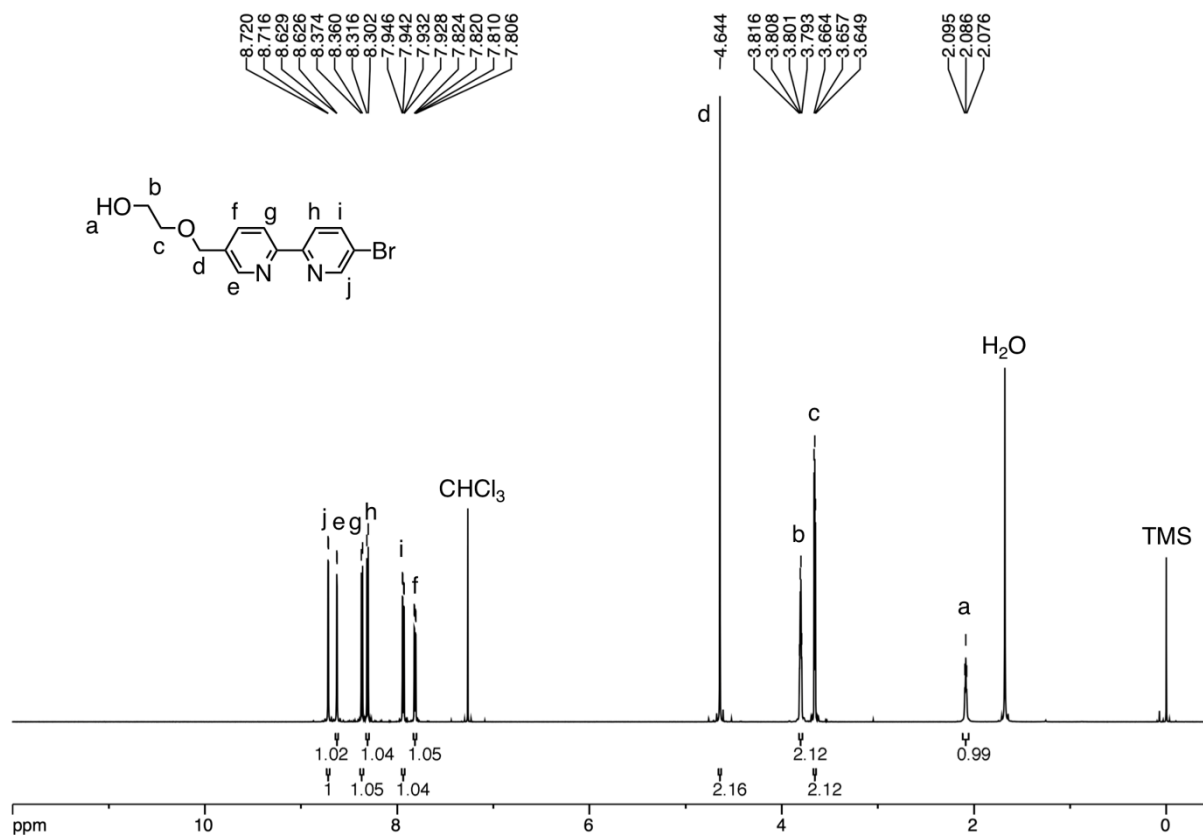 8.720
8.716
8.629
8.626
8.374
8.360
8.316
8.302
7.946
7.942
7.932
7.928
7.824
7.820
7.810
7.806
4.644
3.816
3.808
3.801
3.793
3.664
3.657
3.649
2.095
2.086
2.076
d
b
HO
a
c
O
d
f
g
h
i
N
N
Br
e
j
H₂O
c
CHCl₃
j
e
g
h
b
TMS
i
f
a
1.02
1.04
1.05
2.12
0.99
1
1.05
1.04
2.16
2.12
ppm
10
8
6
4
2
0